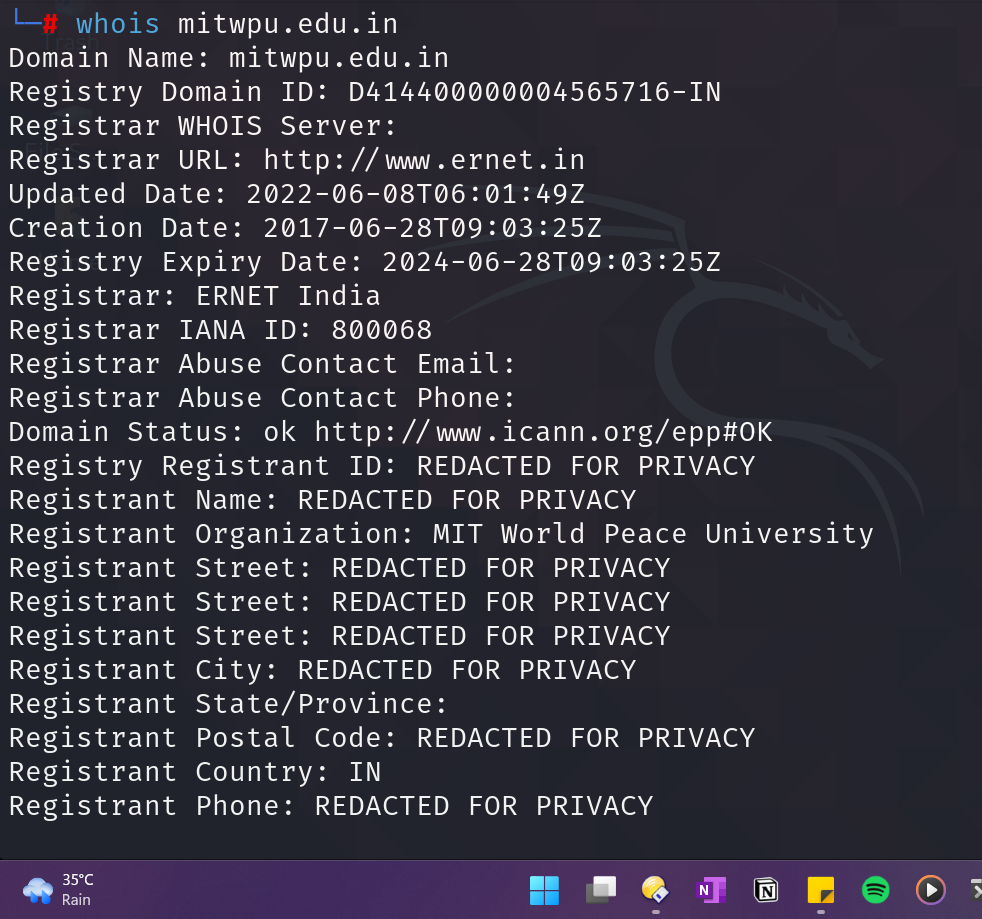 └─# whois mitwpu.edu.in
Domain Name: mitwpu.edu.in
Registry Domain ID: D414400000004565716-IN
Registrar WHOIS Server:
Registrar URL: http://www.ernet.in
Updated Date: 2022-06-08T06:01:49Z
Creation Date: 2017-06-28T09:03:25Z
Registry Expiry Date: 2024-06-28T09:03:25Z
Registrar: ERNET India
Registrar IANA ID: 800068
Registrar Abuse Contact Email:
Registrar Abuse Contact Phone:
Domain Status: ok http://www.icann.org/epp#OK
Registry Registrant ID: REDACTED FOR PRIVACY
Registrant Name: REDACTED FOR PRIVACY
Registrant Organization: MIT World Peace University
Registrant Street: REDACTED FOR PRIVACY
Registrant Street: REDACTED FOR PRIVACY
Registrant Street: REDACTED FOR PRIVACY
Registrant City: REDACTED FOR PRIVACY
Registrant State/Province:
Registrant Postal Code: REDACTED FOR PRIVACY
Registrant Country: IN
Registrant Phone: REDACTED FOR PRIVACY
35°C
Rain